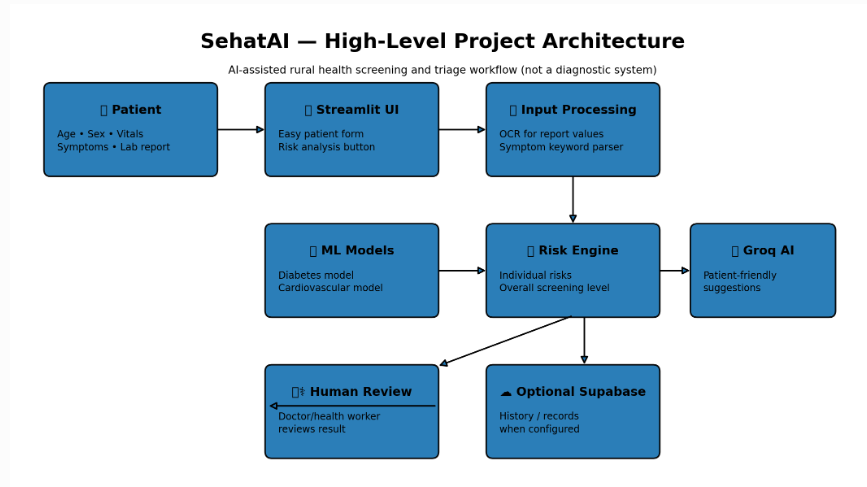 SehatAI — High-Level Project Architecture
AI-assisted rural health screening and triage workflow (not a diagnostic system)
Patient
Age • Sex • Vitals
Symptoms • Lab report
Streamlit UI
Easy patient form
Risk analysis button
Input Processing
OCR for report values
Symptom keyword parser
ML Models
Diabetes model
Cardiovascular model
Risk Engine
Individual risks
Overall screening level
Groq AI
Patient-friendly
suggestions
⚕ Human Review
Doctor/health worker
reviews result
☁ Optional Supabase
History / records
when configured